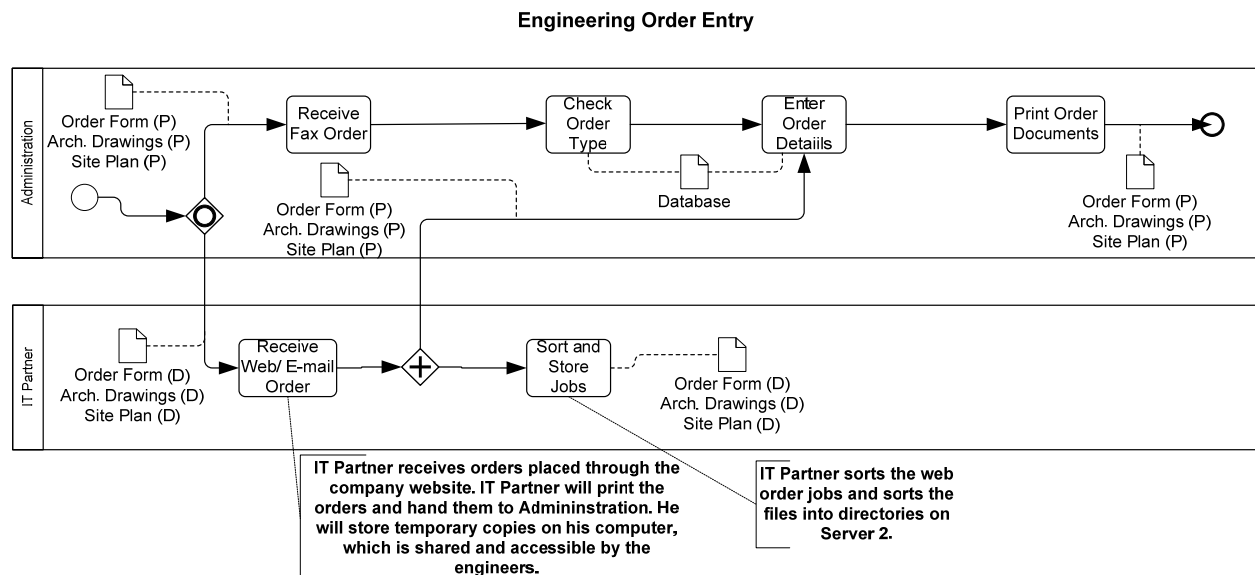 Engineering Order Entry
Administration
Order Form (P)
Arch. Drawings (P)
Site Plan (P)
Receive
Fax Order
Check
Order
Type
Enter
Order
Detaiils
Print Order
Documents
Order Form (P)
Arch. Drawings (P)
Site Plan (P)
Database
Order Form (P)
Arch. Drawings (P)
Site Plan (P)
IT Partner
Order Form (D)
Arch. Drawings (D)
Site Plan (D)
Receive
Web/ E-mail
Order
Sort and
Store
Jobs
Order Form (D)
Arch. Drawings (D)
Site Plan (D)
IT Partner receives orders placed through the
company website. IT Partner will print the
orders and hand them to Admininstration. He
will store temporary copies on his computer,
which is shared and accessible by the
engineers.
IT Partner sorts the web
order jobs and sorts the
files into directories on
Server 2.